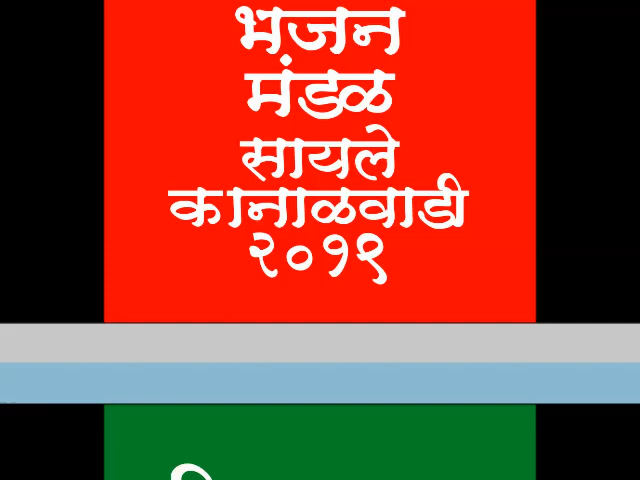 भजन
मंडळ
सायले
कानाळवाडी
२०१९